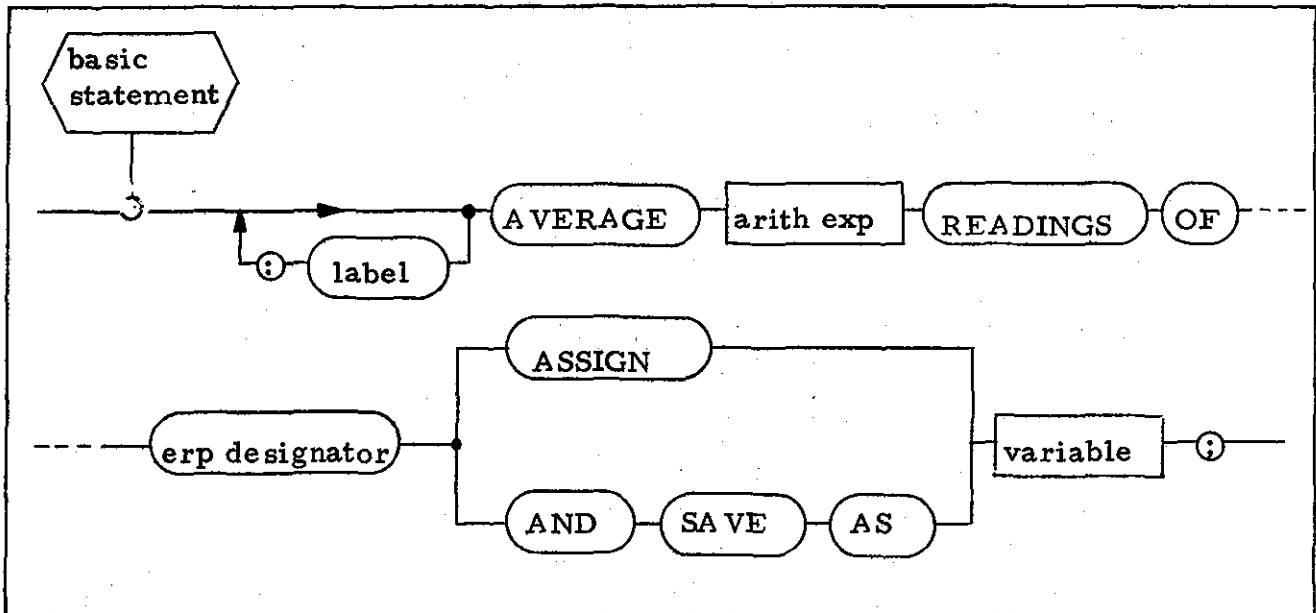 basic
statement
AVERAGE arith exp READINGS OF
: label
ASSIGN
erp designator variable ;
AND SAVE AS